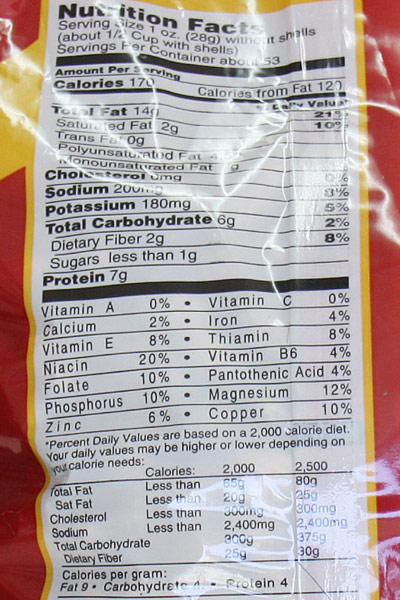 Nutrition Facts
Serving Size 1 oz. (28g) without shells
(about 1/2 Cup with shells)
Servings Per Container about 53
Amount Per Serving
Calories 170 Calories from Fat 120
% Daily Value*
Total Fat 14g 21%
Saturated Fat 2g 10%
Trans Fat 0g
Polyunsaturated Fat
Monounsaturated Fat
Cholesterol 0mg 0%
Sodium 200mg 8%
Potassium 180mg 5%
Total Carbohydrate 6g 2%
Dietary Fiber 2g 8%
Sugars less than 1g
Protein 7g
Vitamin A 0% • Vitamin C 0%
Calcium 2% • Iron 4%
Vitamin E 8% • Thiamin 8%
Niacin 20% • Vitamin B6 4%
Folate 10% • Pantothenic Acid 4%
Phosphorus 10% • Magnesium 12%
Zinc 6% • Copper 10%
*Percent Daily Values are based on a 2,000 calorie diet.
Your daily values may be higher or lower depending on
your calorie needs:
Calories: 2,000 2,500
Total Fat Less than 65g 80g
Sat Fat Less than 20g 25g
Cholesterol Less than 300mg 300mg
Sodium Less than 2,400mg 2,400mg
Total Carbohydrate 300g 375g
Dietary Fiber 25g 30g
Calories per gram:
Fat 9 • Carbohydrate 4 • Protein 4